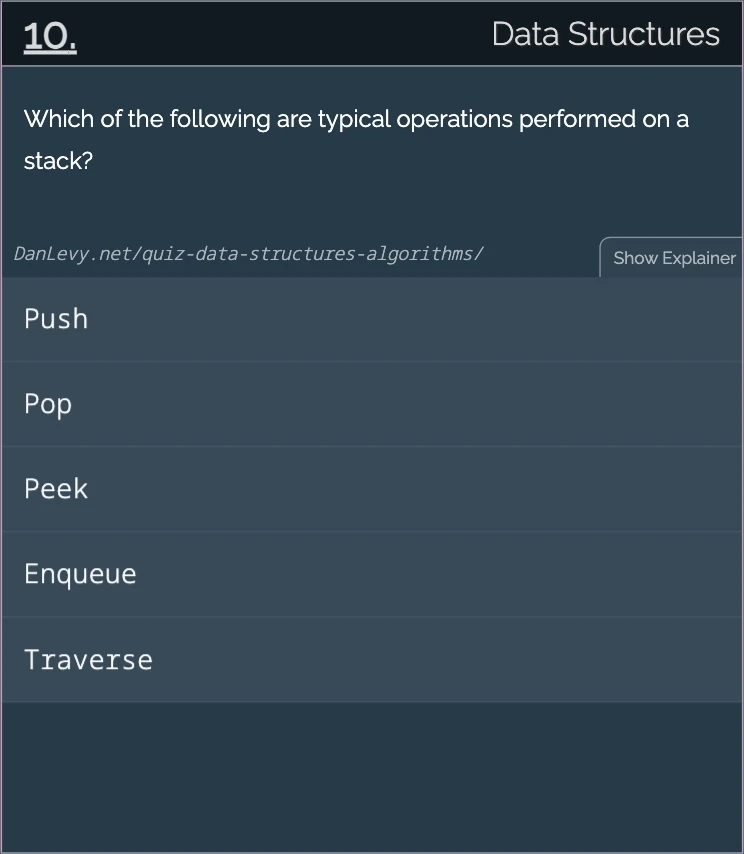 10.
Data Structures
Which of the following are typical operations performed on a
stack?
DanLevy.net/quiz-data-structures-algorithms/
Show Explainer
Push
Pop
Peek
Enqueue
Traverse